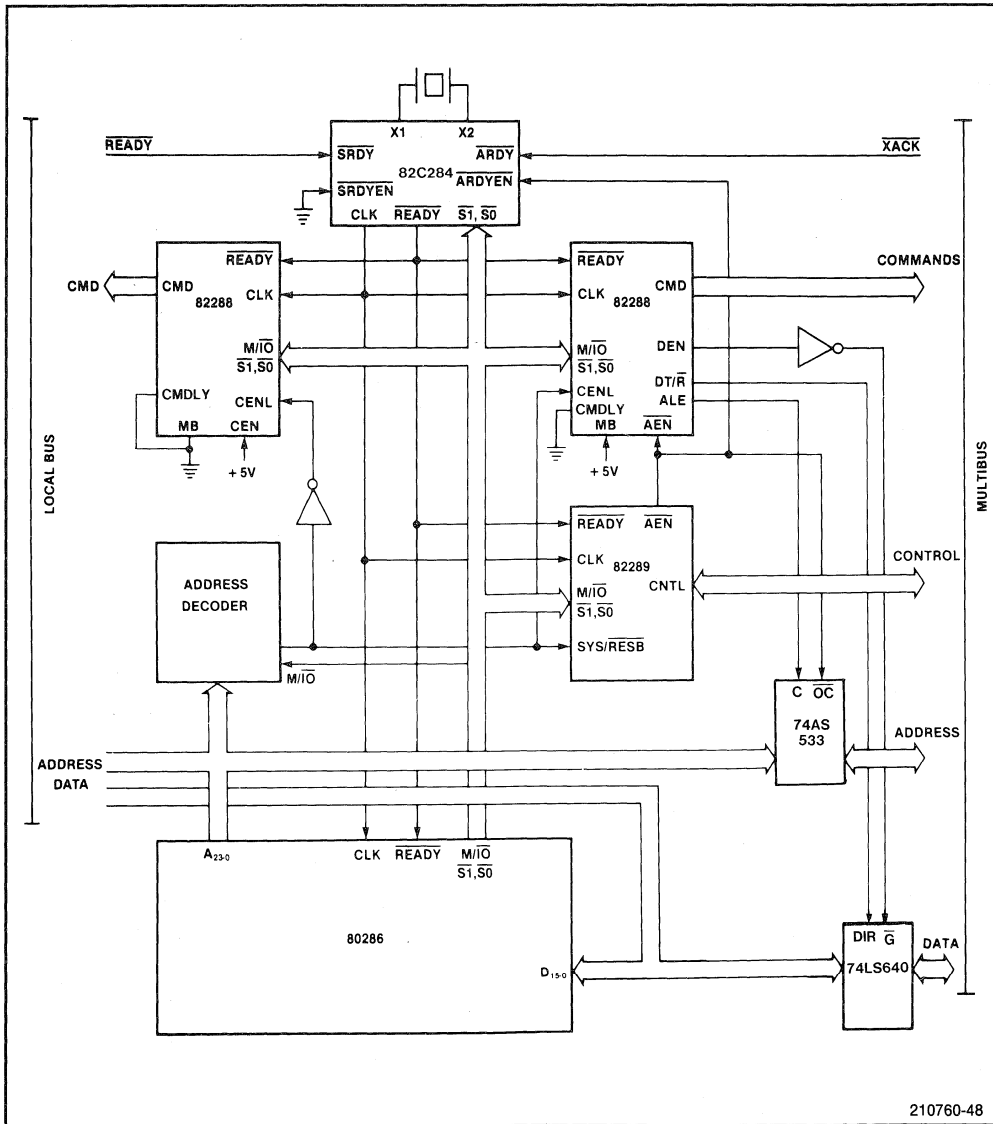 X1 X2
READY
SRDY
ARDY
XACK
82C284
SRDYEN
ARDYEN
CLK READY S1, S0
READY
CMD
CMD
82288
CLK
M/IO
S1,S0
CMDLY
CENL
MB CEN
+5V
READY
CLK
CMD
82288
COMMANDS
DEN
M/IO
S1,S0
DT/R
ALE
CENL
CMDLY
MB AEN
+5V
LOCAL BUS
MULTIBUS
READY AEN
CLK
82289
CNTL
CONTROL
M/IO
S1,S0
SYS/RESB
ADDRESS
DECODER
M/IO
C OC
74AS
533
ADDRESS
ADDRESS
DATA
A23-0
CLK READY M/IO
S1,S0
80286
D15-0
DIR G
74LS640
DATA
210760-48